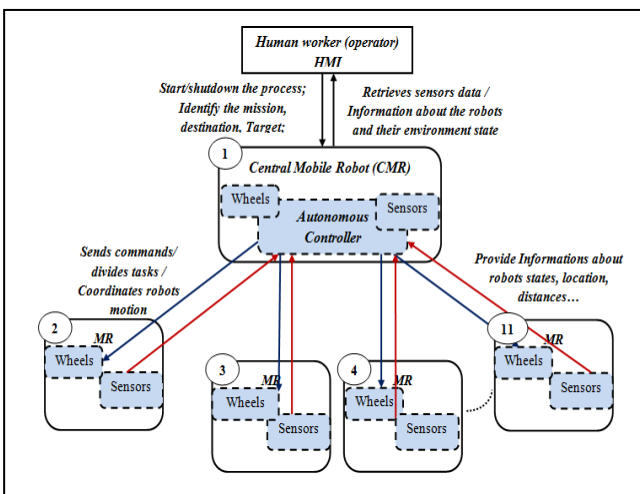 Human worker (operator)
HMI
Start/shutdown the process;
Identify the mission,
destination, Target;
Retrieves sensors data /
Information about the robots
and their environment state
1
Central Mobile Robot (CMR)
Wheels
Sensors
Autonomous
Controller
Sends commands/
divides tasks /
Coordinates robots
motion
Provide Informations about
robots states, location,
distances...
2
MR
Wheels
Sensors
3
MR
Wheels
Sensors
4
MR
Wheels
Sensors
11
MR
Wheels
Sensors